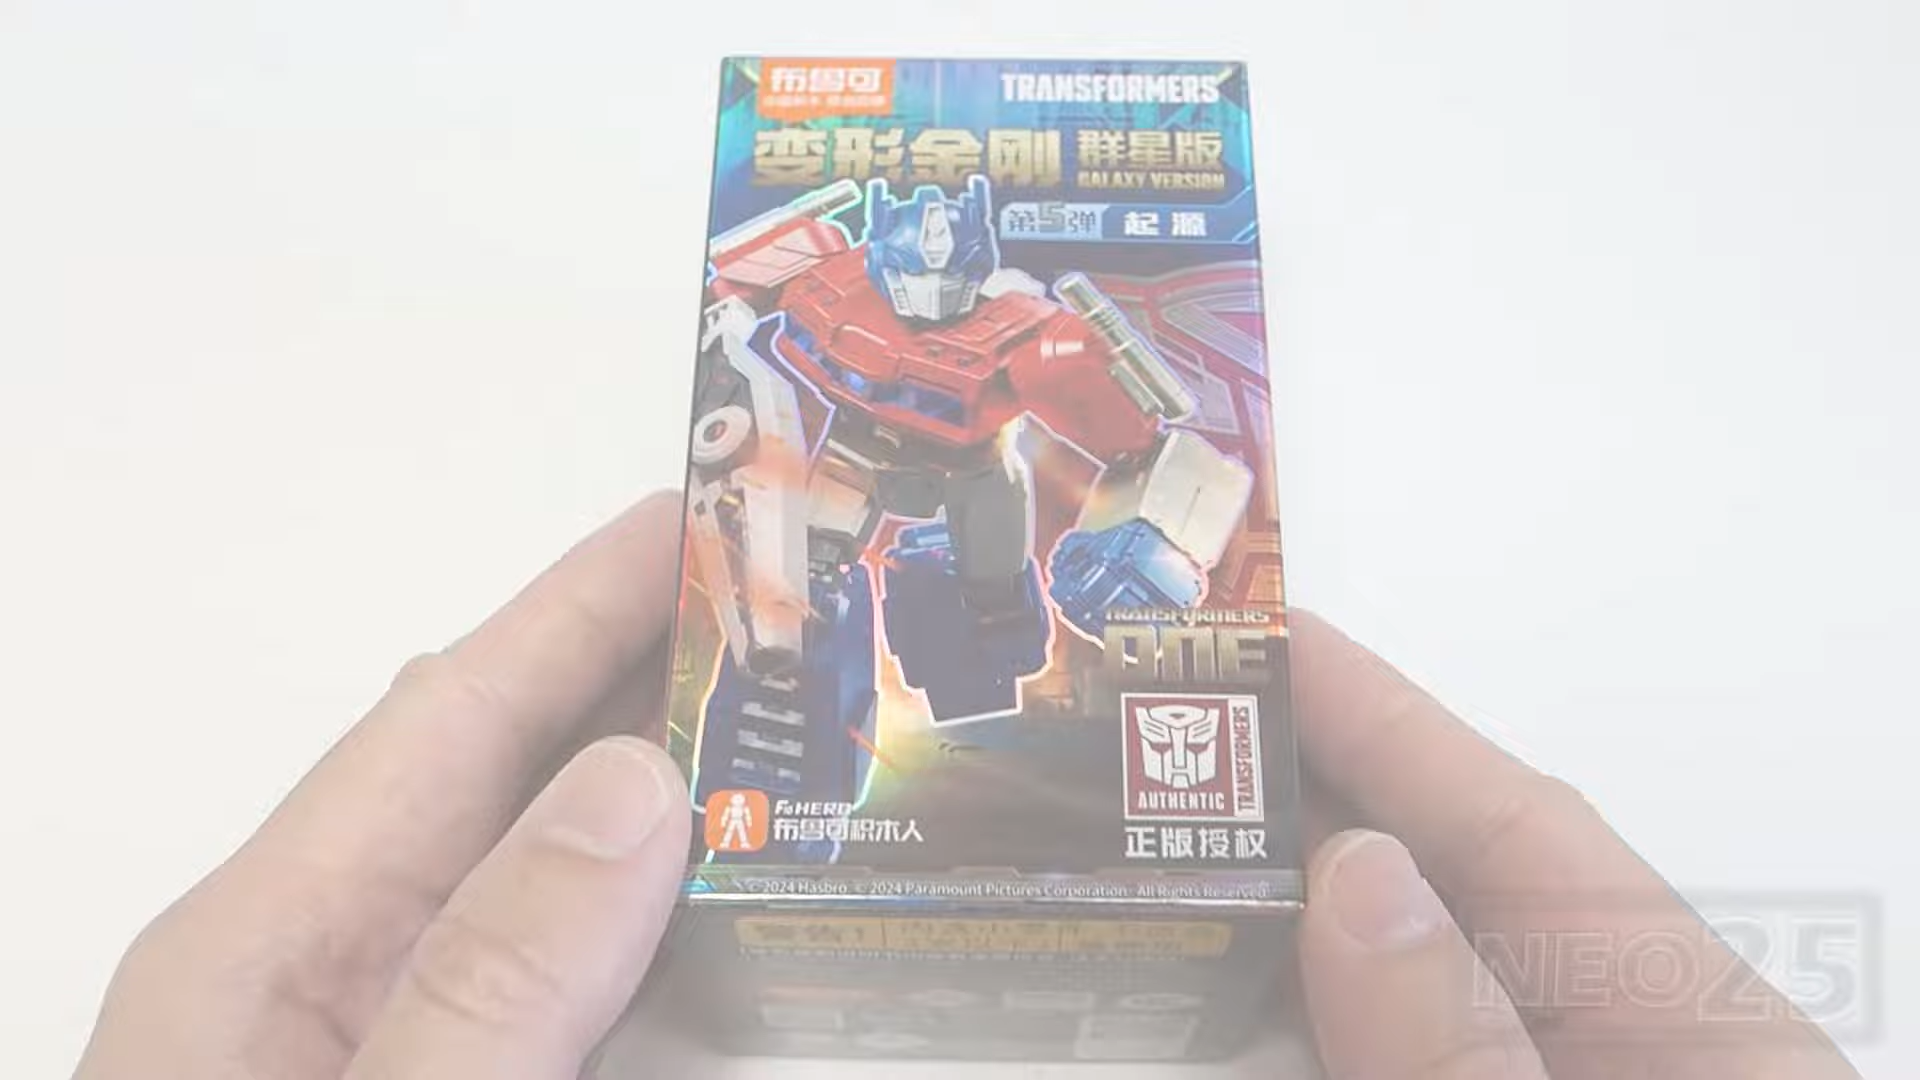 布鲁可
TRANSFORMERS
变形金刚 群星版
GALAXY VERSION
第5弹 起源
TRANSFORMERS
ONE
AUTHENTIC
TRANSFORMERS
正版授权
HERO
布鲁可积木人
© 2024 Hasbro. © 2024 Paramount Pictures Corporation. All Rights Reserved.
NEO25